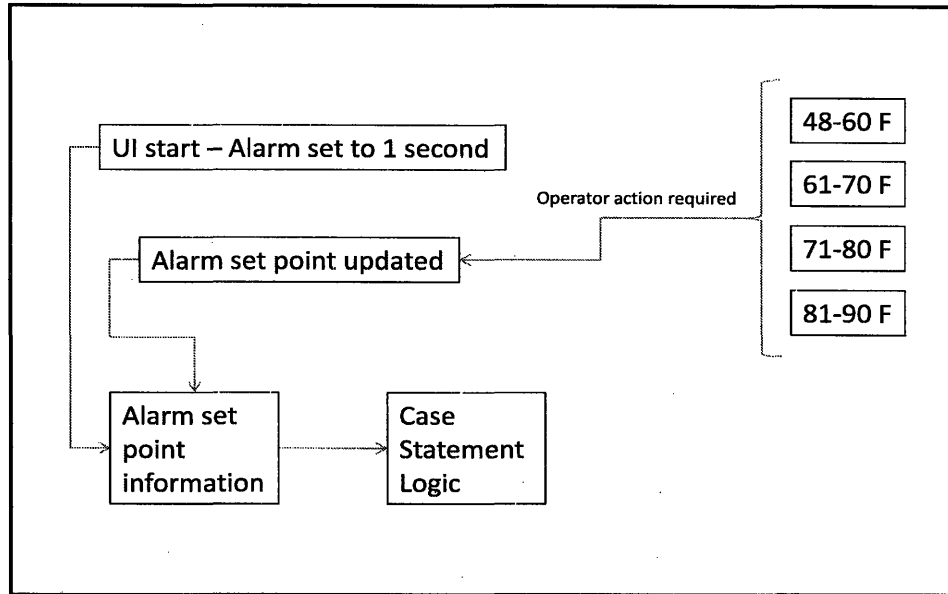 UI start – Alarm set to 1 second
Operator action required
48-60 F
61-70 F
71-80 F
81-90 F
Alarm set point updated
Alarm set
point
information
Case
Statement
Logic